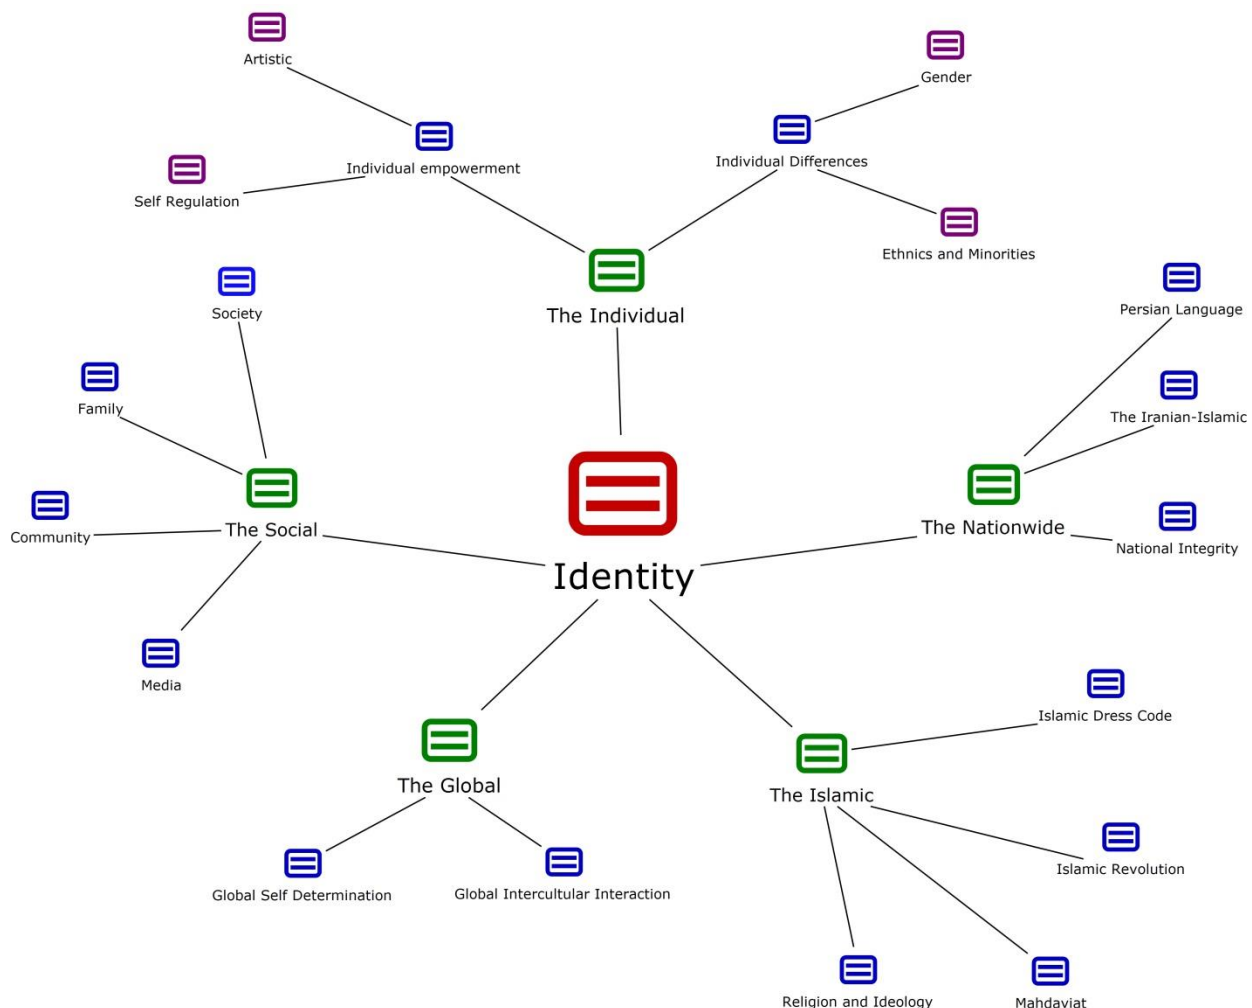 Artistic
Gender
Individual empowerment
Individual Differences
Self Regulation
Ethnics and Minorities
Society
The Individual
Persian Language
Family
The Iranian-Islamic
The Social
The Nationwide
Community
National Integrity
Identity
Media
Islamic Dress Code
The Global
The Islamic
Islamic Revolution
Global Self Determination
Global Intercultular Interaction
Religion and Ideology
Mahdaviat